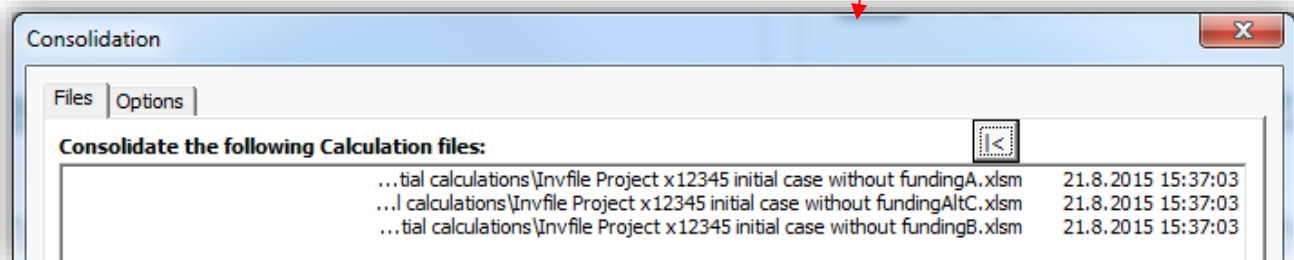 Consolidation
Files Options
Consolidate the following Calculation files: |<
...tial calculations\Invfile Project x12345 initial case without fundingA.xlsm 21.8.2015 15:37:03
...l calculations\Invfile Project x12345 initial case without fundingAltC.xlsm 21.8.2015 15:37:03
...tial calculations\Invfile Project x12345 initial case without fundingB.xlsm 21.8.2015 15:37:03